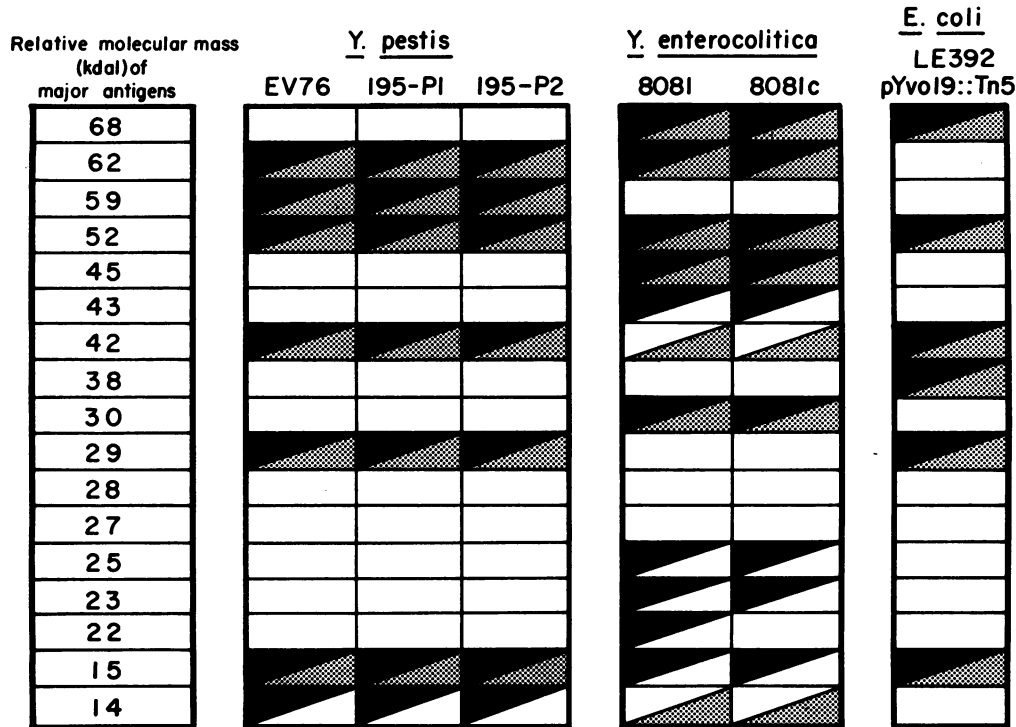 Relative molecular mass
(kdal) of
major antigens
Y. pestis
EV76 195-P1 195-P2
Y. enterocolitica
8081 8081c
E. coli
LE392
pYvo19::Tn5
68
62
59
52
45
43
42
38
30
29
28
27
25
23
22
15
14